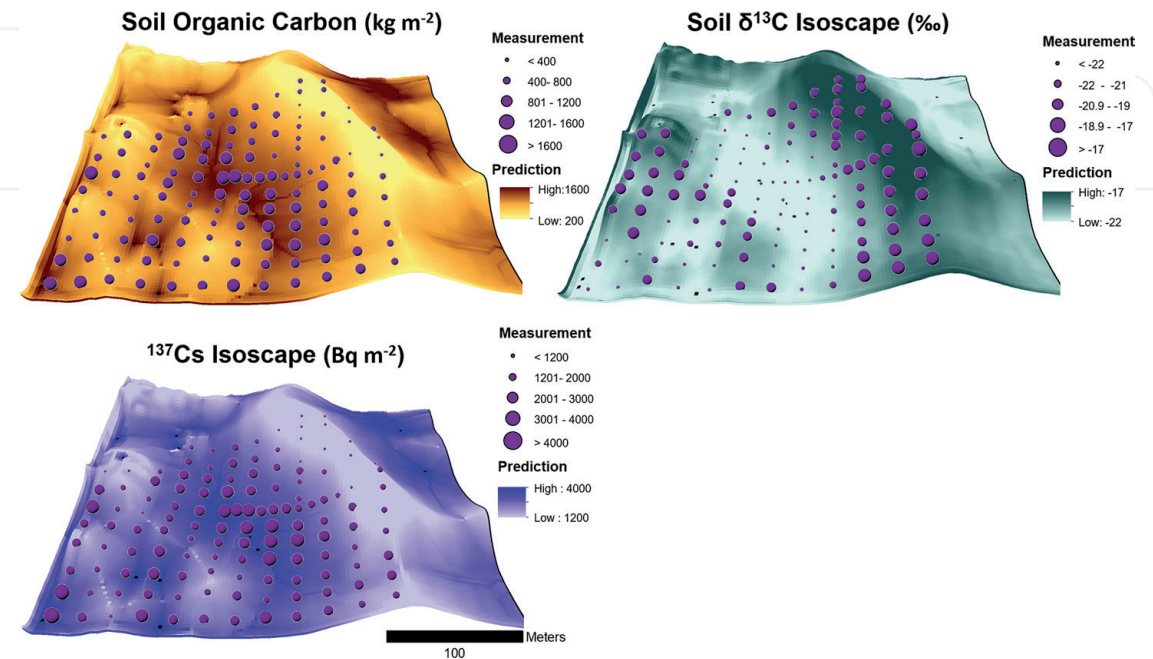 Soil Organic Carbon (kg m⁻²)
Measurement
< 400
400- 800
801 - 1200
1201- 1600
> 1600
Prediction
High:1600
Low: 200
Soil δ¹³C Isoscape (‰)
Measurement
< -22
-22 - -21
-20.9 - -19
-18.9 - -17
> -17
Prediction
High: -17
Low: -22
¹³⁷Cs Isoscape (Bq m⁻²)
Measurement
< 1200
1201- 2000
2001 - 3000
3001 - 4000
> 4000
Prediction
High : 4000
Low : 1200
Meters
100